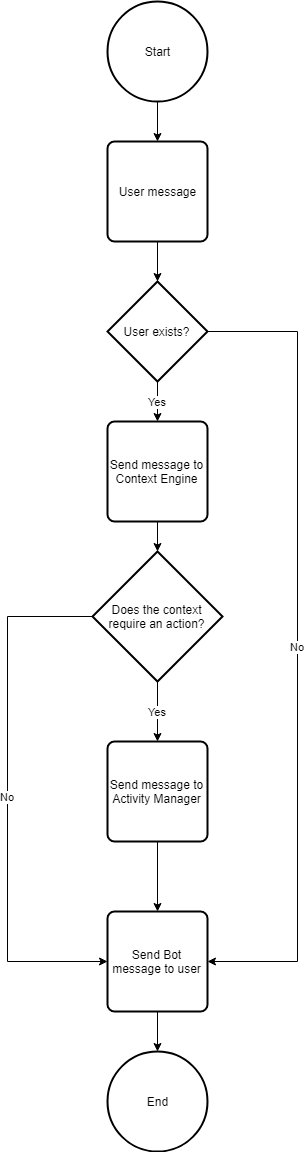 Start
User message
User exists?
Yes
Send message to
Context Engine
Does the context
require an action?
No
Yes
Send message to
Activity Manager
No
Send Bot
message to user
End